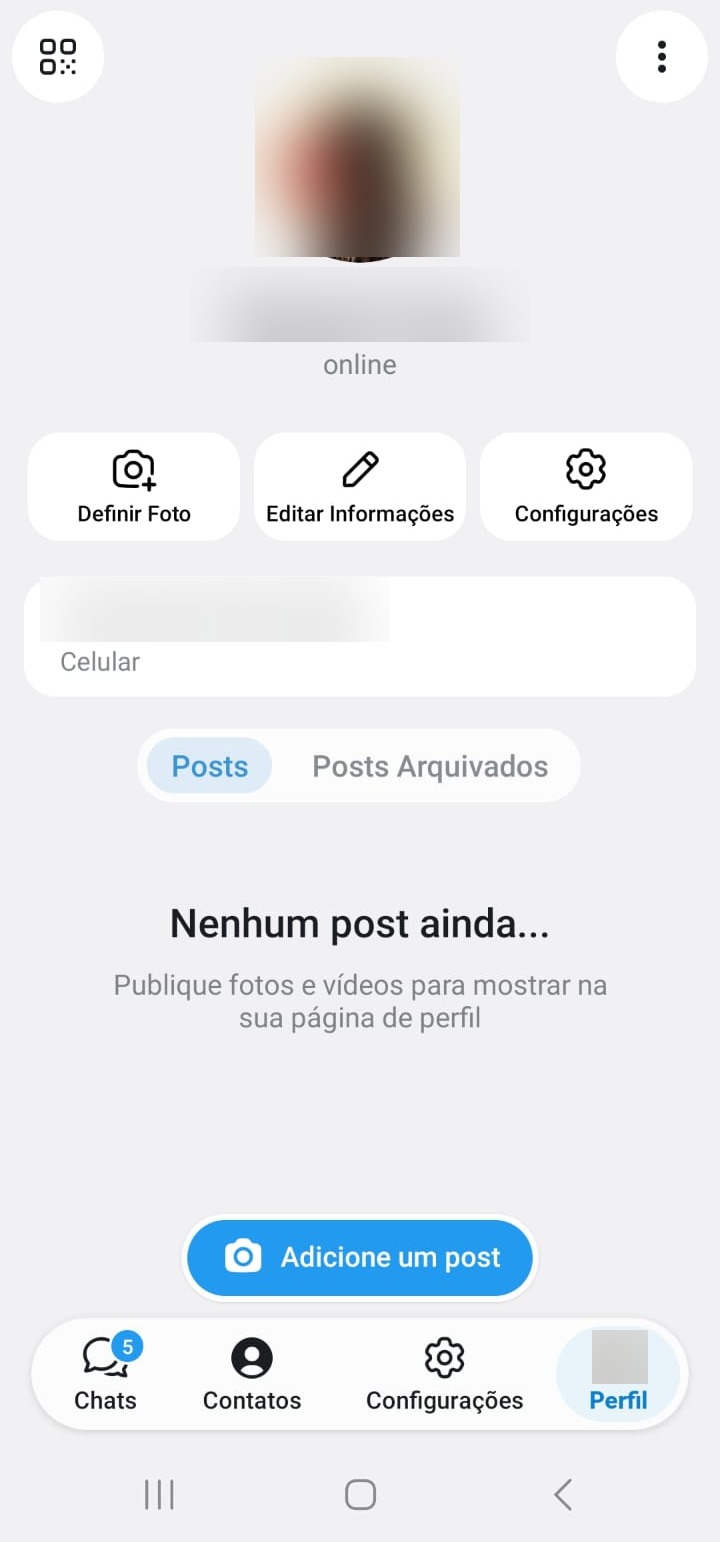 online
Definir Foto
Editar Informações
Configurações
Celular
Posts
Posts Arquivados
Nenhum post ainda...
Publique fotos e vídeos para mostrar na
sua página de perfil
Adicione um post
5
Chats
Contatos
Configurações
Perfil